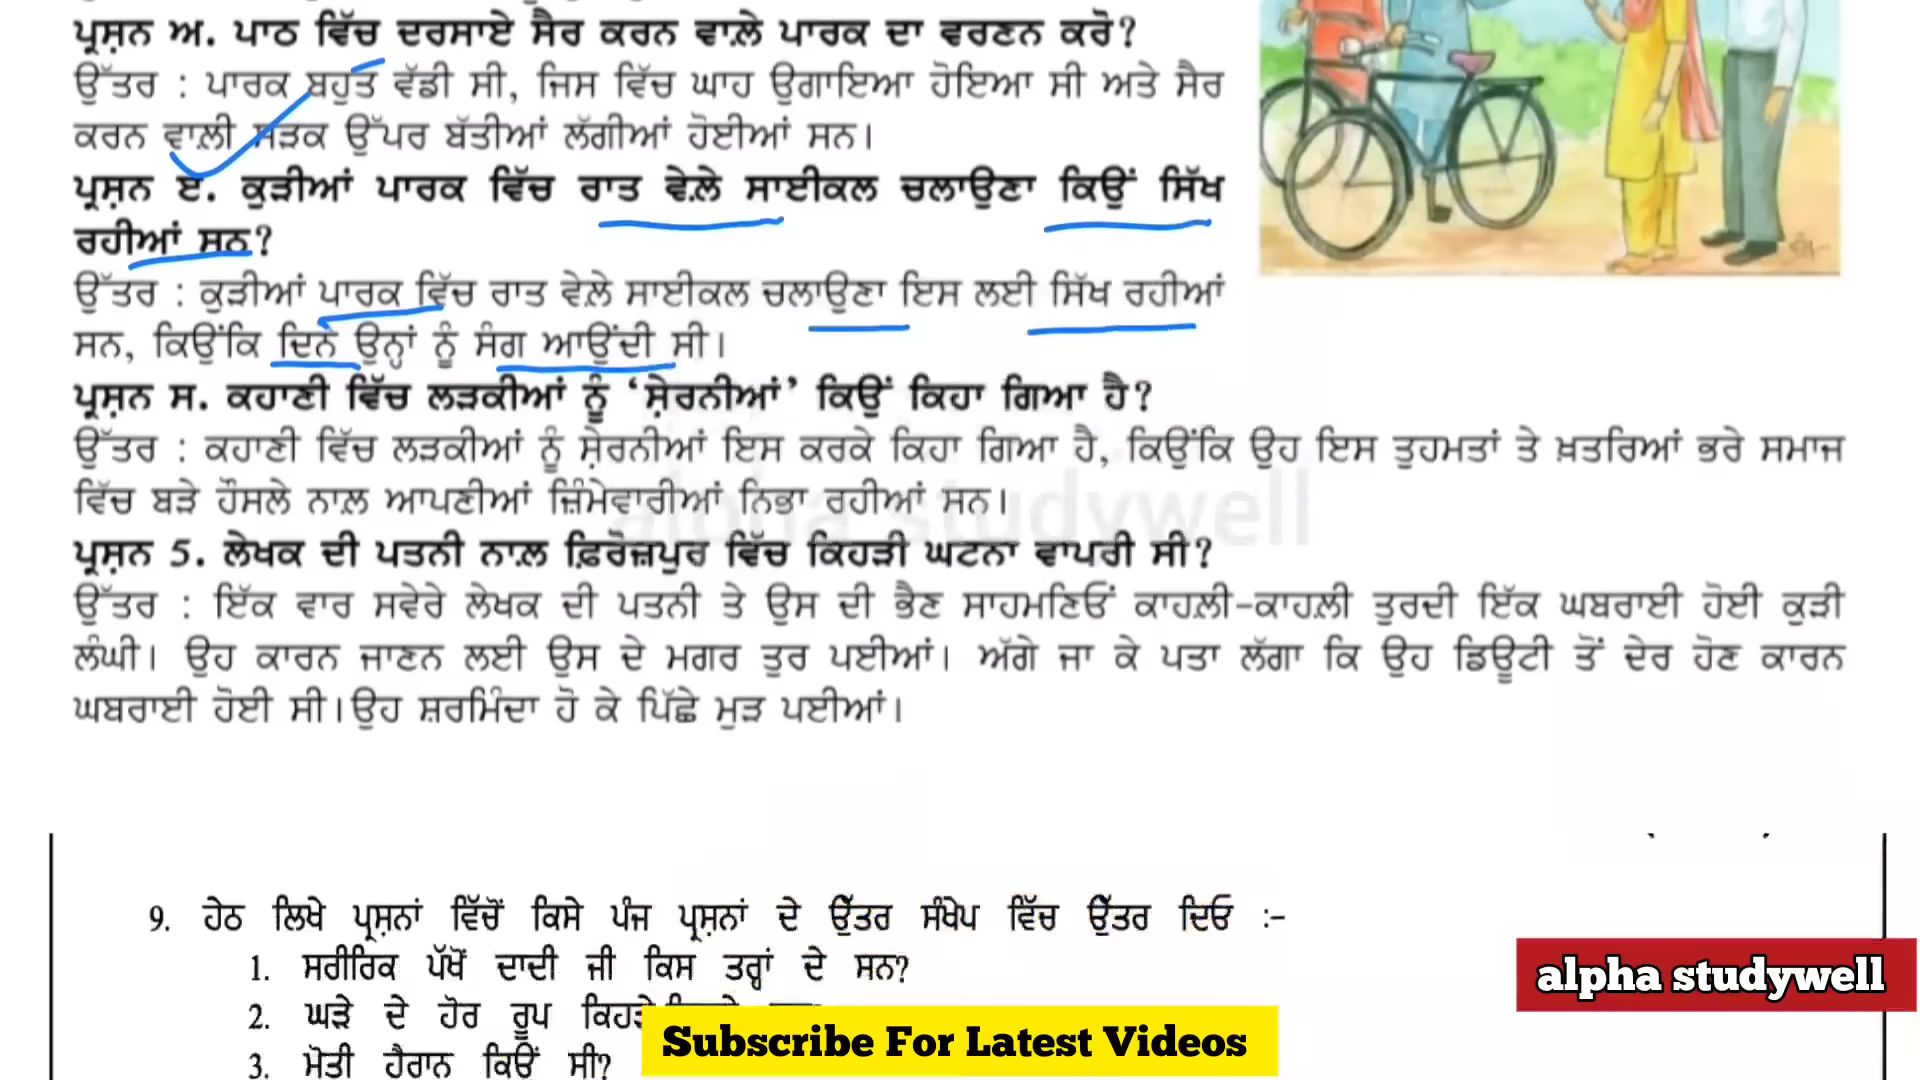 ਪ੍ਰਸ਼ਨ ਅ. ਪਾਠ ਵਿੱਚ ਦਰਸਾਏ ਸੈਰ ਕਰਨ ਵਾਲੇ ਪਾਰਕ ਦਾ ਵਰਣਨ ਕਰੋ?
ਉੱਤਰ : ਪਾਰਕ ਬਹੁਤ ਵੱਡੀ ਸੀ, ਜਿਸ ਵਿੱਚ ਘਾਹ ਉਗਾਇਆ ਹੋਇਆ ਸੀ ਅਤੇ ਸੈਰ
ਕਰਨ ਵਾਲੀ ਸੜਕ ਉੱਪਰ ਬੱਤੀਆਂ ਲੱਗੀਆਂ ਹੋਈਆਂ ਸਨ।
ਪ੍ਰਸ਼ਨ ੲ. ਕੁੜੀਆਂ ਪਾਰਕ ਵਿੱਚ ਰਾਤ ਵੇਲੇ ਸਾਈਕਲ ਚਲਾਉਣਾ ਕਿਉਂ ਸਿੱਖ
ਰਹੀਆਂ ਸਨ?
ਉੱਤਰ : ਕੁੜੀਆਂ ਪਾਰਕ ਵਿੱਚ ਰਾਤ ਵੇਲੇ ਸਾਈਕਲ ਚਲਾਉਣਾ ਇਸ ਲਈ ਸਿੱਖ ਰਹੀਆਂ
ਸਨ, ਕਿਉਂਕਿ ਦਿਨੇ ਉਨ੍ਹਾਂ ਨੂੰ ਸੰਗ ਆਉਂਦੀ ਸੀ।
ਪ੍ਰਸ਼ਨ ਸ. ਕਹਾਣੀ ਵਿੱਚ ਲੜਕੀਆਂ ਨੂੰ ‘ਸ਼ੇਰਨੀਆਂ’ ਕਿਉਂ ਕਿਹਾ ਗਿਆ ਹੈ?
ਉੱਤਰ : ਕਹਾਣੀ ਵਿੱਚ ਲੜਕੀਆਂ ਨੂੰ ਸ਼ੇਰਨੀਆਂ ਇਸ ਕਰਕੇ ਕਿਹਾ ਗਿਆ ਹੈ, ਕਿਉਂਕਿ ਉਹ ਇਸ ਤੁਹਮਤਾਂ ਤੇ ਖ਼ਤਰਿਆਂ ਭਰੇ ਸਮਾਜ
ਵਿੱਚ ਬੜੇ ਹੌਸਲੇ ਨਾਲ਼ ਆਪਣੀਆਂ ਜ਼ਿੰਮੇਵਾਰੀਆਂ ਨਿਭਾ ਰਹੀਆਂ ਸਨ।
alpha studywell
ਪ੍ਰਸ਼ਨ 5. ਲੇਖਕ ਦੀ ਪਤਨੀ ਨਾਲ਼ ਫ਼ਿਰੋਜ਼ਪੁਰ ਵਿੱਚ ਕਿਹੜੀ ਘਟਨਾ ਵਾਪਰੀ ਸੀ?
ਉੱਤਰ : ਇੱਕ ਵਾਰ ਸਵੇਰੇ ਲੇਖਕ ਦੀ ਪਤਨੀ ਤੇ ਉਸ ਦੀ ਭੈਣ ਸਾਹਮਣਿਓਂ ਕਾਹਲ਼ੀ-ਕਾਹਲ਼ੀ ਤੁਰਦੀ ਇੱਕ ਘਬਰਾਈ ਹੋਈ ਕੁੜੀ
ਲੰਘੀ। ਉਹ ਕਾਰਨ ਜਾਣਨ ਲਈ ਉਸ ਦੇ ਮਗਰ ਤੁਰ ਪਈਆਂ। ਅੱਗੇ ਜਾ ਕੇ ਪਤਾ ਲੱਗਾ ਕਿ ਉਹ ਡਿਊਟੀ ਤੋਂ ਦੇਰ ਹੋਣ ਕਾਰਨ
ਘਬਰਾਈ ਹੋਈ ਸੀ।ਉਹ ਸ਼ਰਮਿੰਦਾ ਹੋ ਕੇ ਪਿੱਛੇ ਮੁੜ ਪਈਆਂ।
9. ਹੇਠ ਲਿਖੇ ਪ੍ਰਸ਼ਨਾਂ ਵਿੱਚੋਂ ਕਿਸੇ ਪੰਜ ਪ੍ਰਸ਼ਨਾਂ ਦੇ ਉੱਤਰ ਸੰਖੇਪ ਵਿੱਚ ਉੱਤਰ ਦਿਓ :-
1. ਸਰੀਰਿਕ ਪੱਖੋਂ ਦਾਦੀ ਜੀ ਕਿਸ ਤਰ੍ਹਾਂ ਦੇ ਸਨ?
2. ਘੜੇ ਦੇ ਹੋਰ ਰੂਪ
3. ਮੋਤੀ ਹੈਰਾਨ ਕਿਉਂ ਸੀ?
alpha studywell
Subscribe For Latest Videos